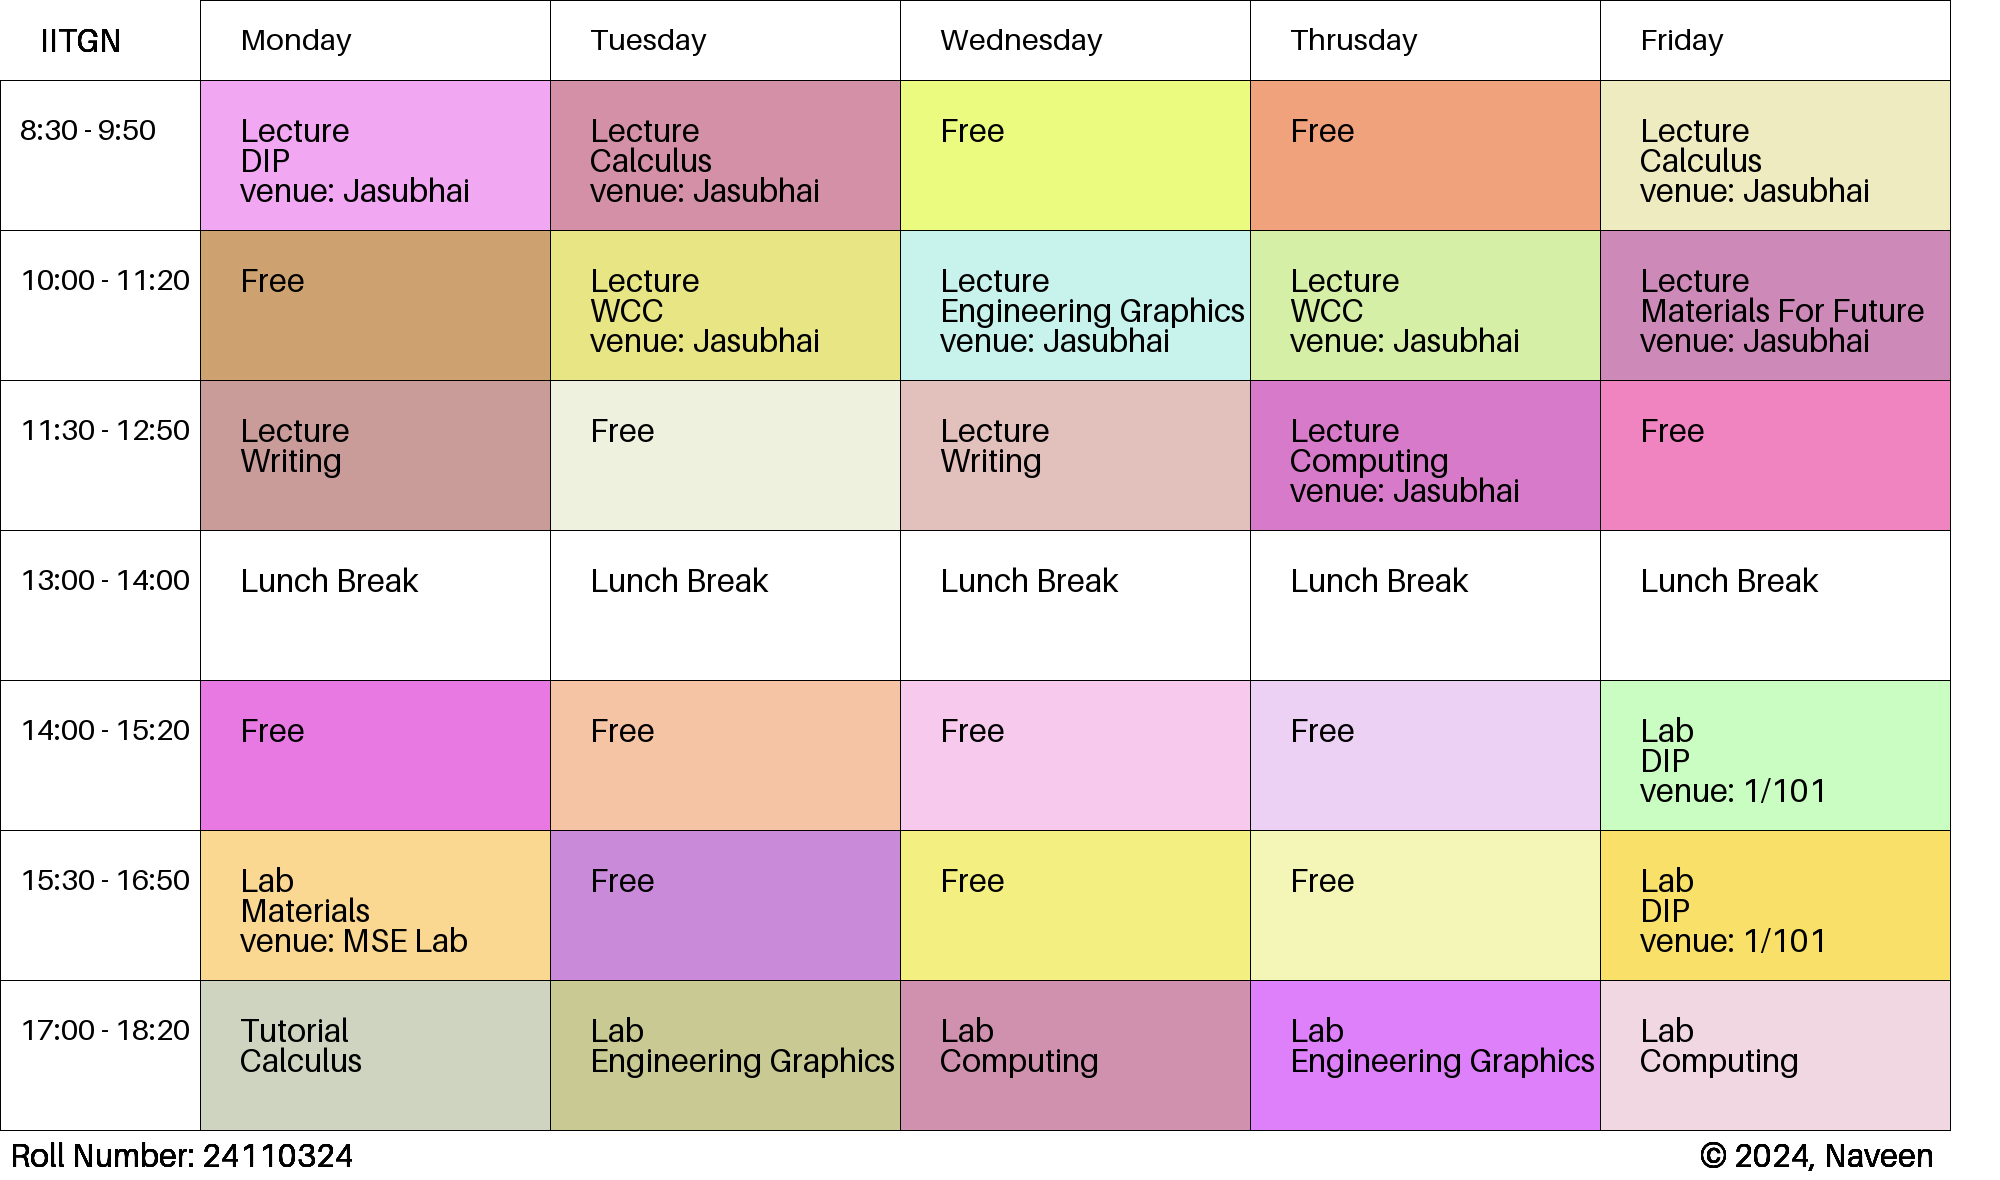 IITGN
Monday
Tuesday
Wednesday
Thrusday
Friday
8:30 - 9:50
Lecture
DIP
venue: Jasubhai
Lecture
Calculus
venue: Jasubhai
Free
Free
Lecture
Calculus
venue: Jasubhai
10:00 - 11:20
Free
Lecture
WCC
venue: Jasubhai
Lecture
Engineering Graphics
venue: Jasubhai
Lecture
WCC
venue: Jasubhai
Lecture
Materials For Future
venue: Jasubhai
11:30 - 12:50
Lecture
Writing
Free
Lecture
Writing
Lecture
Computing
venue: Jasubhai
Free
13:00 - 14:00
Lunch Break
Lunch Break
Lunch Break
Lunch Break
Lunch Break
14:00 - 15:20
Free
Free
Free
Free
Lab
DIP
venue: 1/101
15:30 - 16:50
Lab
Materials
venue: MSE Lab
Free
Free
Free
Lab
DIP
venue: 1/101
17:00 - 18:20
Tutorial
Calculus
Lab
Engineering Graphics
Lab
Computing
Lab
Engineering Graphics
Lab
Computing
Roll Number: 24110324
© 2024, Naveen